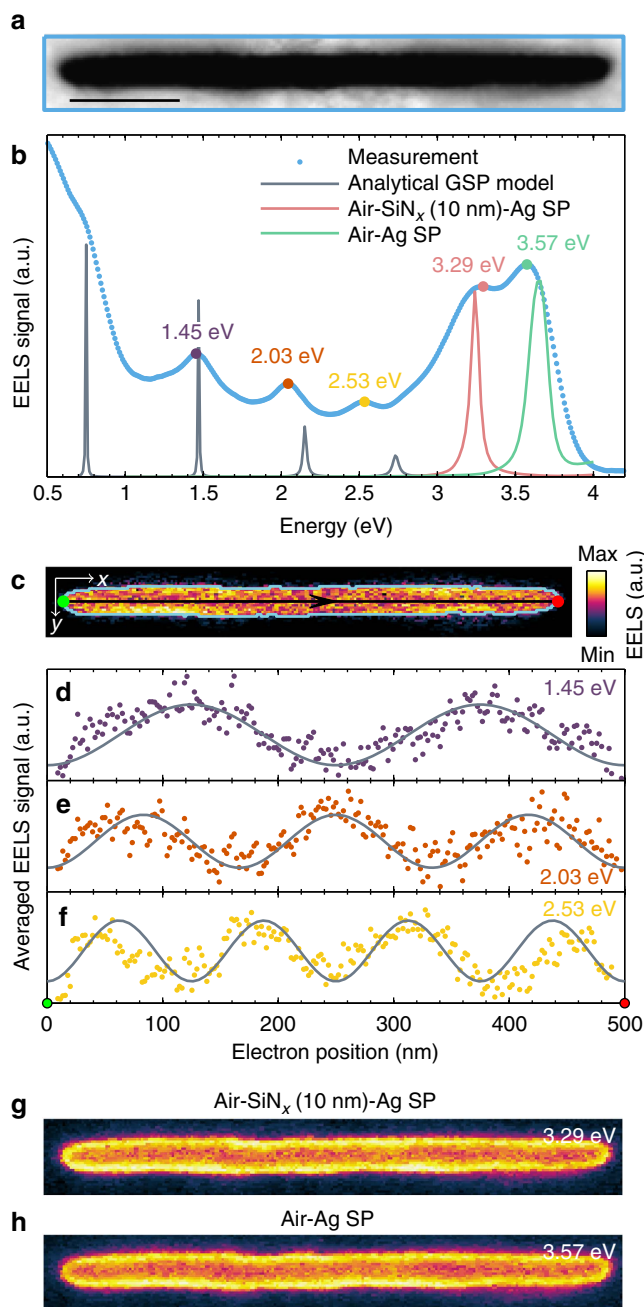 a
b
Measurement
Analytical GSP model
Air-SiNx (10 nm)-Ag SP
Air-Ag SP
3.57 eV
3.29 eV
1.45 eV
2.03 eV
2.53 eV
EELS signal (a.u.)
0.5 1 1.5 2 2.5 3 3.5 4
Energy (eV)
c
x
y
Max
Min
EELS (a.u.)
d
1.45 eV
e
2.03 eV
f
2.53 eV
Averaged EELS signal (a.u.)
0 100 200 300 400 500
Electron position (nm)
g
Air-SiNx (10 nm)-Ag SP
3.29 eV
h
Air-Ag SP
3.57 eV